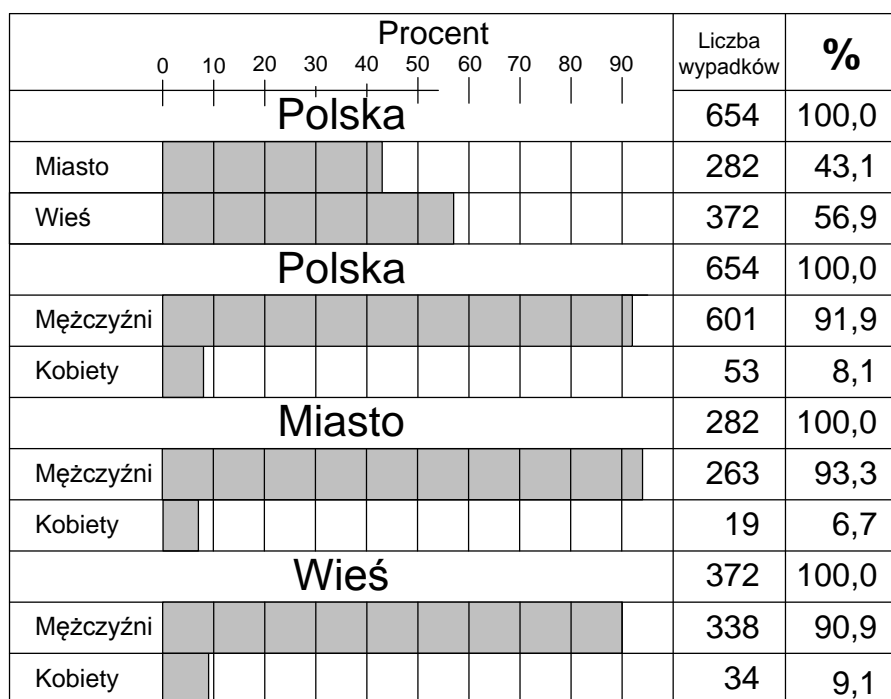 Procent
Liczba
wypadków
%
0 10 20 30 40 50 60 70 80 90
Polska 654 100,0
Miasto 282 43,1
Wieś 372 56,9
Polska 654 100,0
Mężczyźni 601 91,9
Kobiety 53 8,1
Miasto 282 100,0
Mężczyźni 263 93,3
Kobiety 19 6,7
Wieś 372 100,0
Mężczyźni 338 90,9
Kobiety 34 9,1